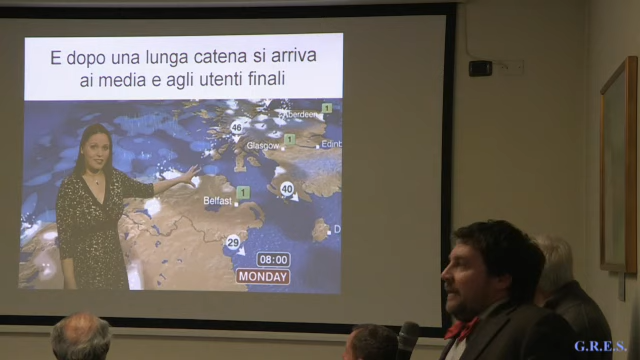 E dopo una lunga catena si arriva
ai media e agli utenti finali
Aberdeen
1
46
Glasgow
1
Edinb
1
40
Belfast
D
29
08:00
MONDAY
G.R.E.S.